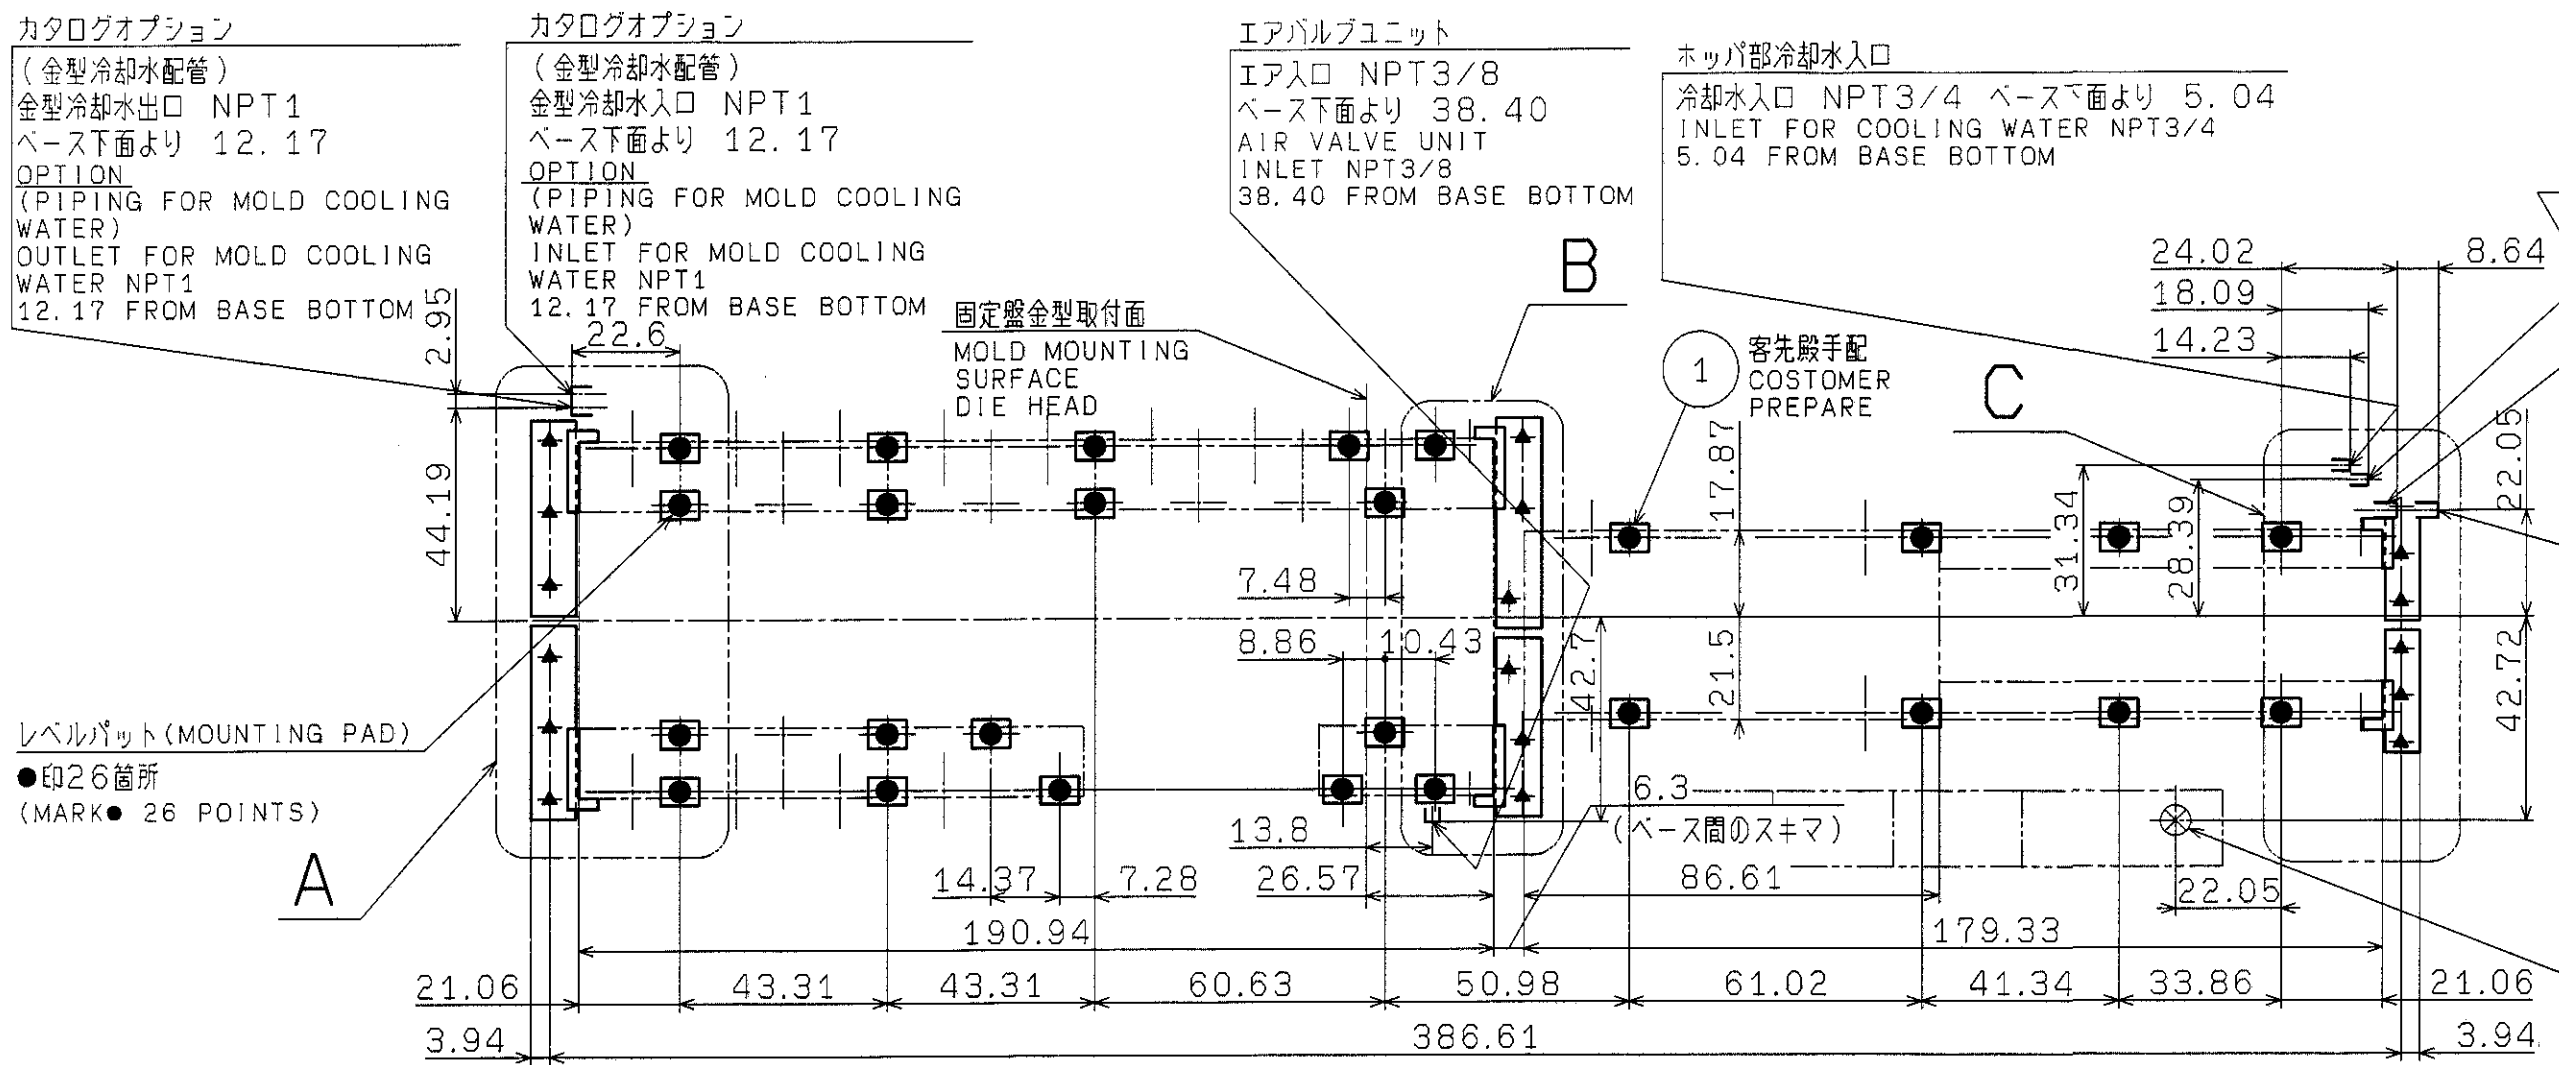 カタログオプション
(金型冷却水配管)
金型冷却水出口 NPT1
ベース下面より 12.17
OPTION
(PIPING FOR MOLD COOLING
WATER)
OUTLET FOR MOLD COOLING
WATER NPT1
12.17 FROM BASE BOTTOM
カタログオプション
(金型冷却水配管)
金型冷却水入口 NPT1
ベース下面より 12.17
OPTION
(PIPING FOR MOLD COOLING
WATER)
INLET FOR MOLD COOLING
WATER NPT1
12.17 FROM BASE BOTTOM
エアバルブユニット
エア入口 NPT3/8
ベース下面より 38.40
AIR VALVE UNIT
INLET NPT3/8
38.40 FROM BASE BOTTOM
ホッパ部冷却水入口
冷却水入口 NPT3/4 ベース下面より 5.04
INLET FOR COOLING WATER NPT3/4
5.04 FROM BASE BOTTOM
固定盤金型取付面
MOLD MOUNTING
SURFACE
DIE HEAD
B
1
客先殿手配
COSTOMER
PREPARE
C
24.02
8.64
18.09
14.23
2.95
22.6
44.19
17.87
31.34
28.39
22.05
7.48
8.86
10.43
42.7
21.5
42.72
レベルパット(MOUNTING PAD)
●印26箇所
(MARK● 26 POINTS)
A
6.3
(ベース間のスキマ)
13.8
14.37
7.28
26.57
86.61
22.05
190.94
179.33
21.06
43.31
43.31
60.63
50.98
61.02
41.34
33.86
21.06
3.94
386.61
3.94